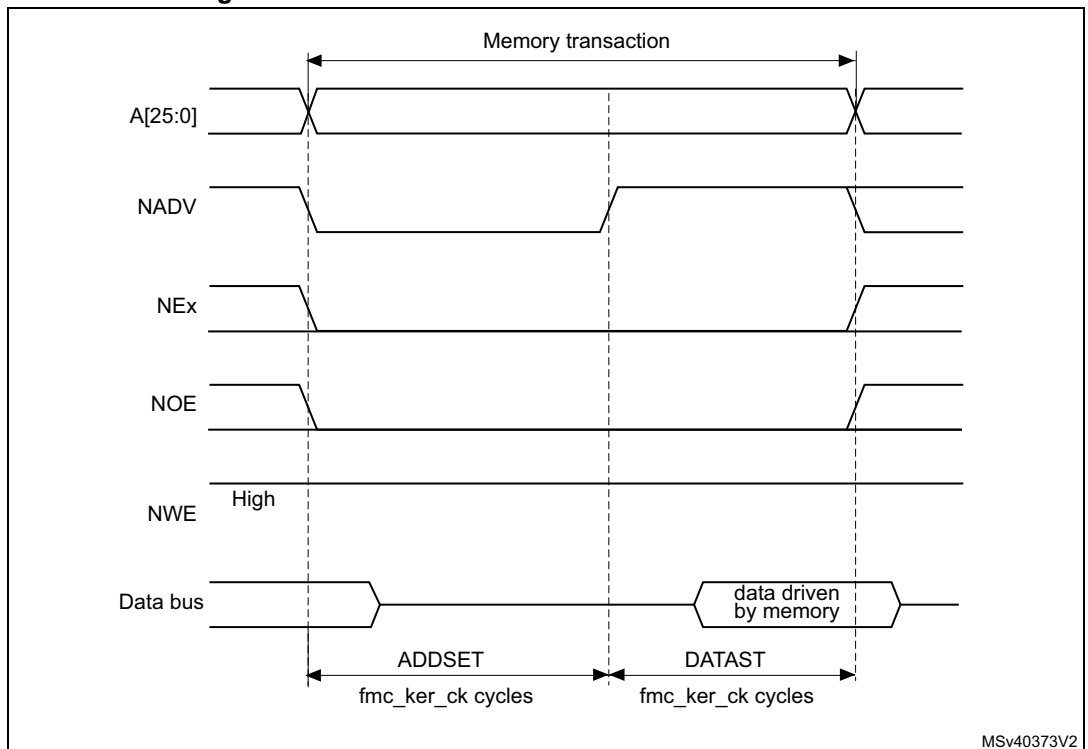 Memory transaction
A[25:0]
NADV
NEx
NOE
High
NWE
Data bus
data driven
by memory
ADDSET
DATAST
fmc_ker_ck cycles
fmc_ker_ck cycles
MSv40373V2